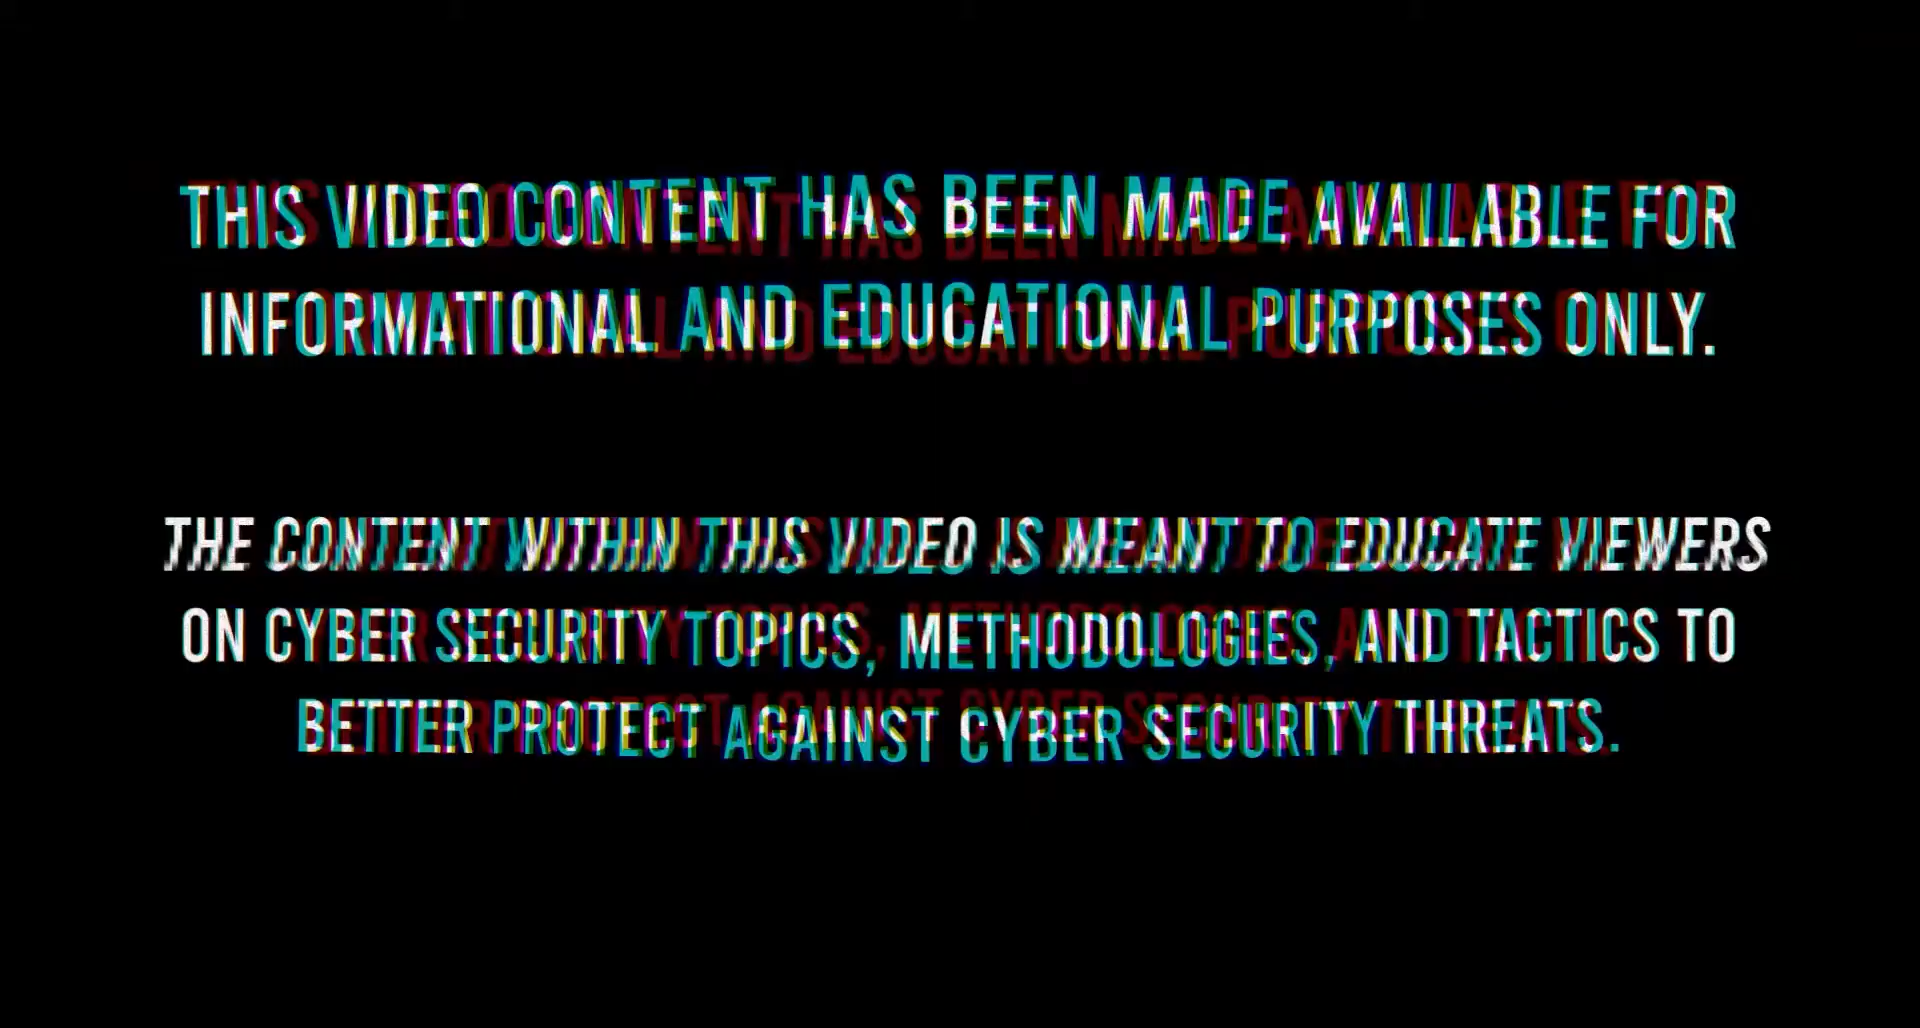 THIS VIDEO CONTENT HAS BEEN MADE AVAILABLE FOR
INFORMATIONAL AND EDUCATIONAL PURPOSES ONLY.
THE CONTENT WITHIN THIS VIDEO IS MEANT TO EDUCATE VIEWERS
ON CYBER SECURITY TOPICS, METHODOLOGIES, AND TACTICS TO
BETTER PROTECT AGAINST CYBER SECURITY THREATS.